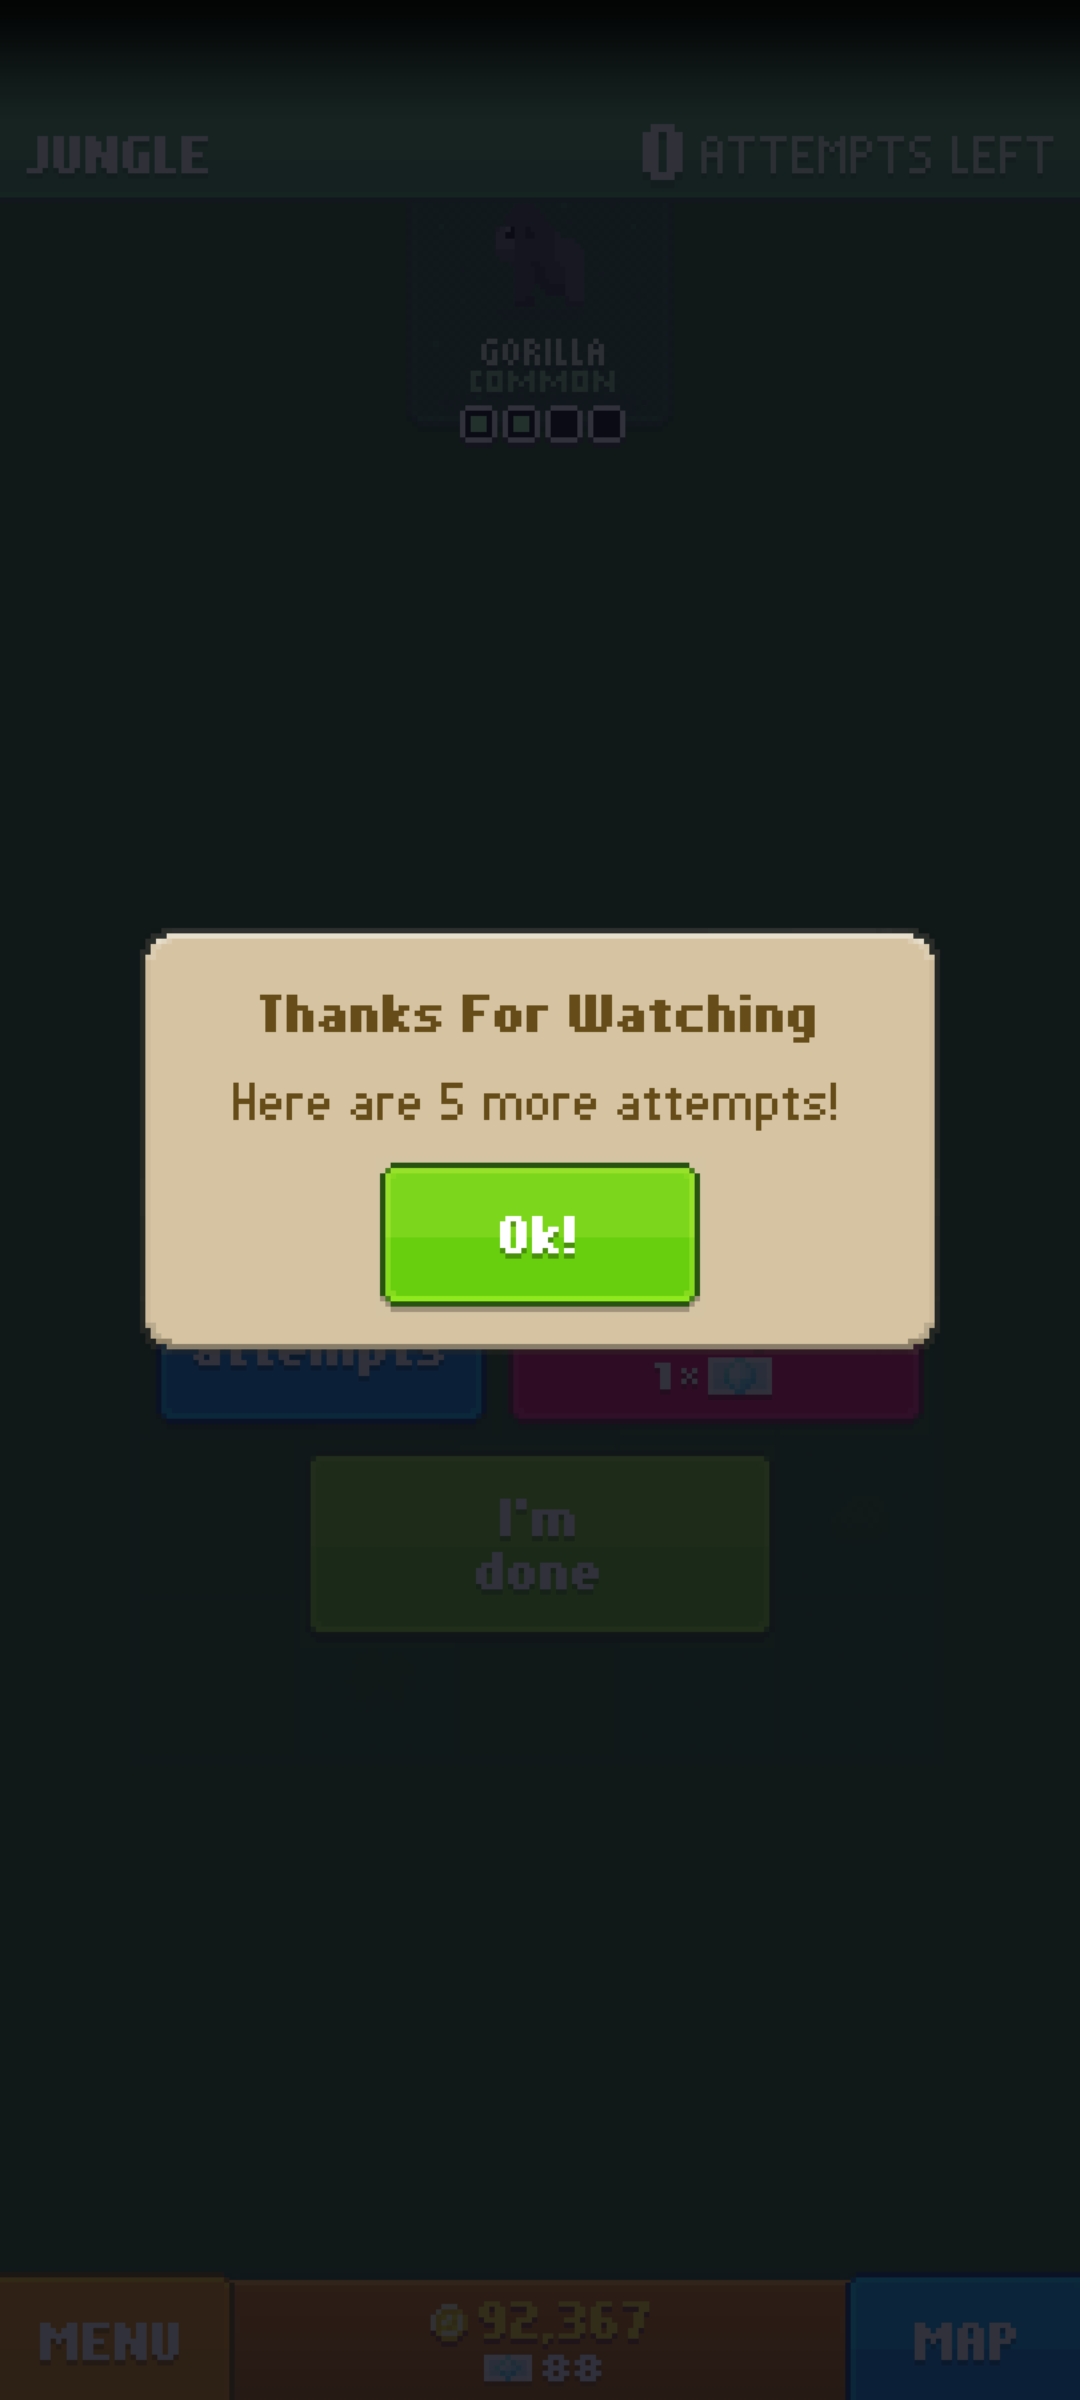 JUNGLE
0 ATTEMPTS LEFT
GORILLA
COMMON
Thanks For Watching
Here are 5 more attempts!
Ok!
attempts
1×
I'm
done
MENU
92,367
88
MAP